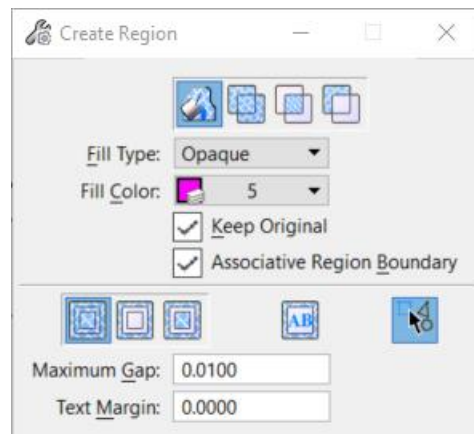 Create Region
Fill Type: Opaque
Fill Color: 5
Keep Original
Associative Region Boundary
AB
Maximum Gap: 0.0100
Text Margin: 0.0000